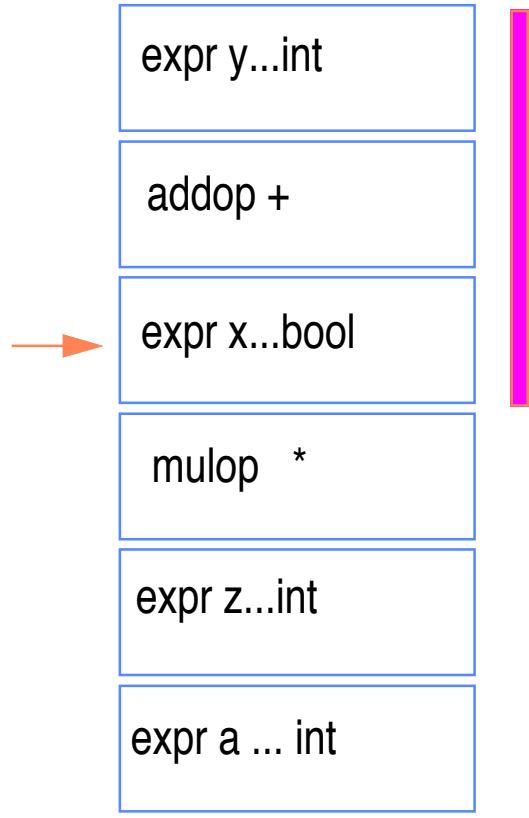 expr y...int
addop +
expr x...bool
mulop *
expr z...int
expr a ... int